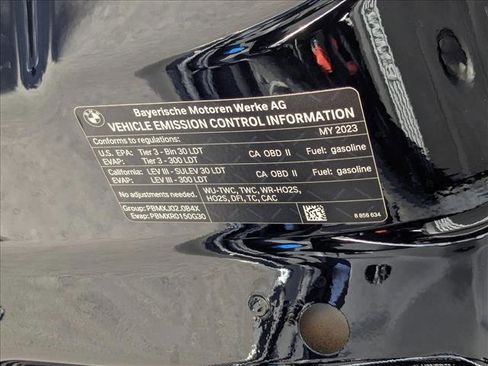 Bayerische Motoren Werke AG
VEHICLE EMISSION CONTROL INFORMATION
Conforms to regulations: MY 2023
U.S. EPA: Tier 3 - Bin 30 LDT CA OBD II Fuel: gasoline
EVAP: Tier 3 - 300 LDT
California: LEV III - SULEV 30 LDT CA OBD II Fuel: gasoline
EVAP: LEV III - 300 LDT
No adjustments needed. WU-TWC, TWC, WR-HO2S,
HO2S, DFI, TC, CAC
Group: PBMXJ02.0B4X
Evap: PBMXR0150G30 8 856 634